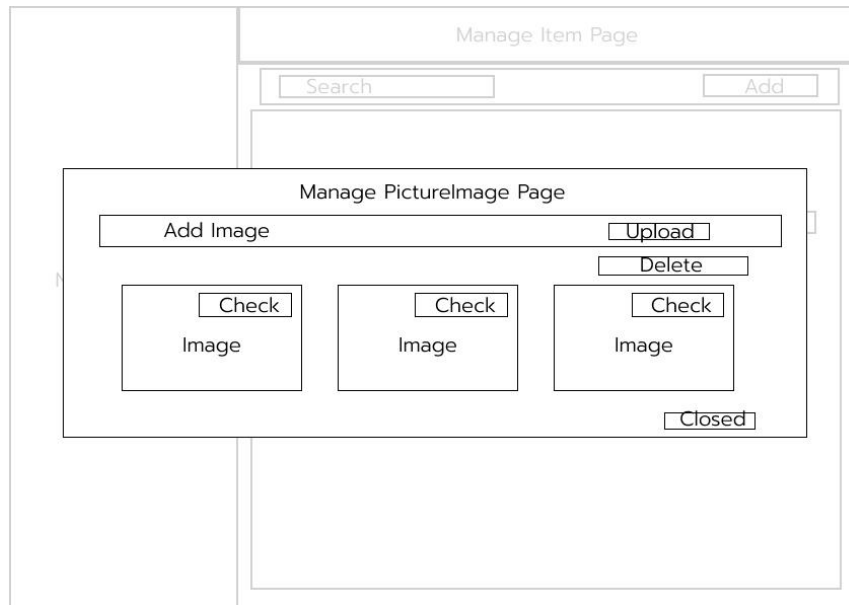 Manage Item Page
Search Add
Manage PictureImage Page
Add Image Upload
Delete
Check Check Check
Image Image Image
Closed